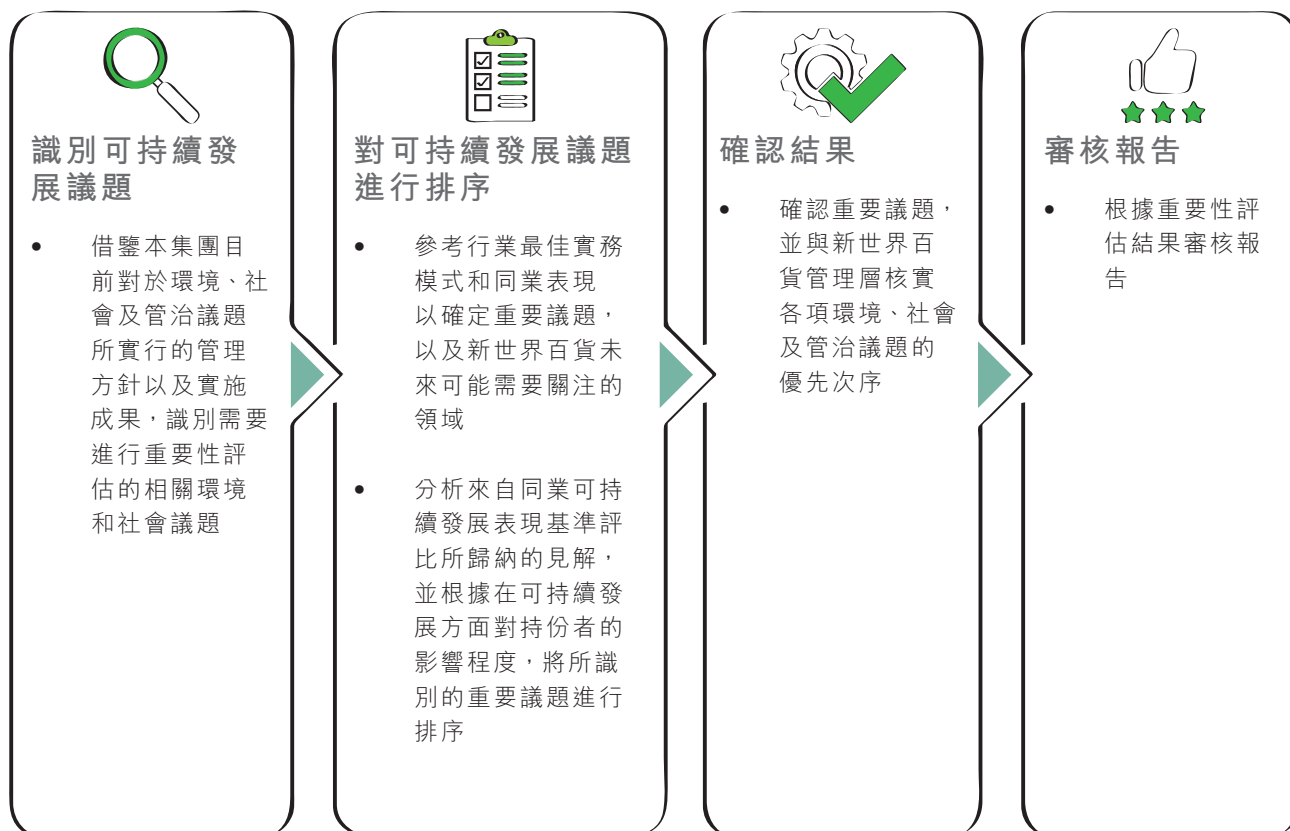 識別可持續發
展議題
• 借鑒本集團目
前對於環境、社
會及管治議題
所實行的管理
方針以及實施
成果，識別需要
進行重要性評
估的相關環境
和社會議題
對可持續發展議題
進行排序
• 參考行業最佳實務
模式和同業表現
以確定重要議題，
以及新世界百貨未
來可能需要關注的
領域
• 分析來自同業可持
續發展表現基準評
比所歸納的見解，
並根據在可持續發
展方面對持份者的
影響程度，將所識
別的重要議題進行
排序
確認結果
• 確認重要議題，
並與新世界百
貨管理層核實
各項環境、社會
及管治議題的
優先次序
審核報告
• 根據重要性評
估結果審核報
告